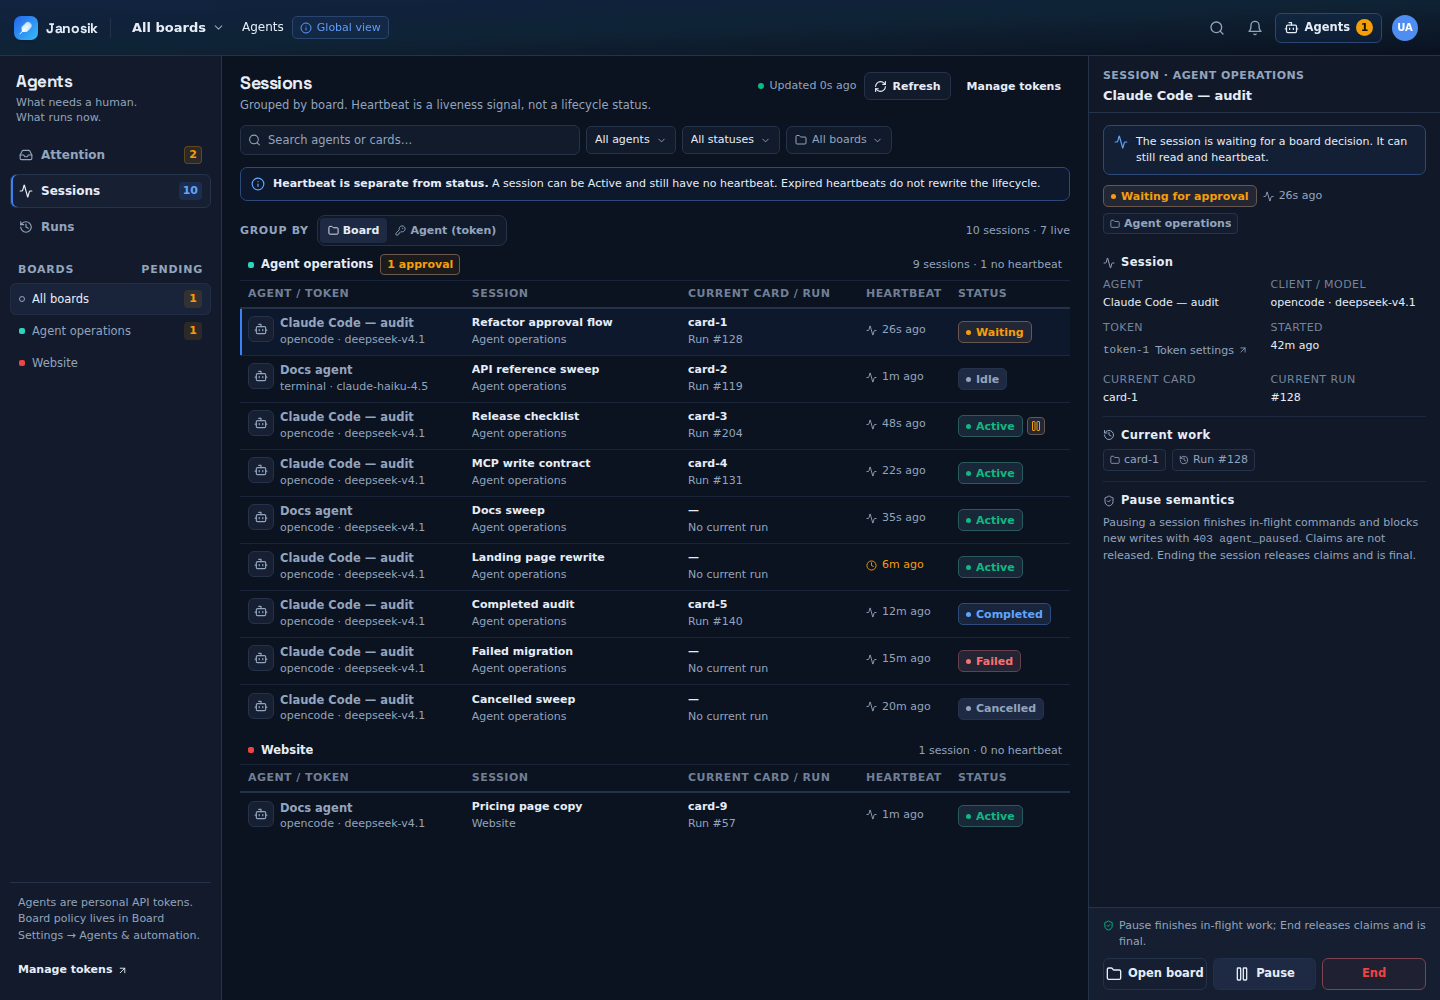 Janosik
All boards
Agents
Global view
Agents 1
UA
Agents
What needs a human.
What runs now.
Attention 2
Sessions 10
Runs
BOARDS PENDING
All boards 1
Agent operations 1
Website
Agents are personal API tokens.
Board policy lives in Board
Settings → Agents & automation.
Manage tokens
Sessions
Grouped by board. Heartbeat is a liveness signal, not a lifecycle status.
Updated 0s ago
Refresh
Manage tokens
Search agents or cards...
All agents
All statuses
All boards
Heartbeat is separate from status. A session can be Active and still have no heartbeat. Expired heartbeats do not rewrite the lifecycle.
GROUP BY Board Agent (token)
10 sessions · 7 live
Agent operations 1 approval
9 sessions · 1 no heartbeat
AGENT / TOKEN SESSION CURRENT CARD / RUN HEARTBEAT STATUS
Claude Code — audit Refactor approval flow card-1 26s ago Waiting
opencode · deepseek-v4.1 Agent operations Run #128
Docs agent API reference sweep card-2 1m ago Idle
terminal · claude-haiku-4.5 Agent operations Run #119
Claude Code — audit Release checklist card-3 48s ago Active
opencode · deepseek-v4.1 Agent operations Run #204
Claude Code — audit MCP write contract card-4 22s ago Active
opencode · deepseek-v4.1 Agent operations Run #131
Docs agent Docs sweep — 35s ago Active
opencode · deepseek-v4.1 Agent operations No current run
Claude Code — audit Landing page rewrite — 6m ago Active
opencode · deepseek-v4.1 Agent operations No current run
Claude Code — audit Completed audit card-5 12m ago Completed
opencode · deepseek-v4.1 Agent operations Run #140
Claude Code — audit Failed migration — 15m ago Failed
opencode · deepseek-v4.1 Agent operations No current run
Claude Code — audit Cancelled sweep — 20m ago Cancelled
opencode · deepseek-v4.1 Agent operations No current run
Website
1 session · 0 no heartbeat
AGENT / TOKEN SESSION CURRENT CARD / RUN HEARTBEAT STATUS
Docs agent Pricing page copy card-9 1m ago Active
opencode · deepseek-v4.1 Website Run #57
SESSION · AGENT OPERATIONS
Claude Code — audit
The session is waiting for a board decision. It can
still read and heartbeat.
Waiting for approval 26s ago
Agent operations
Session
AGENT CLIENT / MODEL
Claude Code — audit opencode · deepseek-v4.1
TOKEN STARTED
token-1 Token settings 42m ago
CURRENT CARD CURRENT RUN
card-1 #128
Current work
card-1 Run #128
Pause semantics
Pausing a session finishes in-flight commands and blocks
new writes with 403 agent_paused. Claims are not
released. Ending the session releases claims and is final.
Pause finishes in-flight work; End releases claims and is
final.
Open board
Pause
End